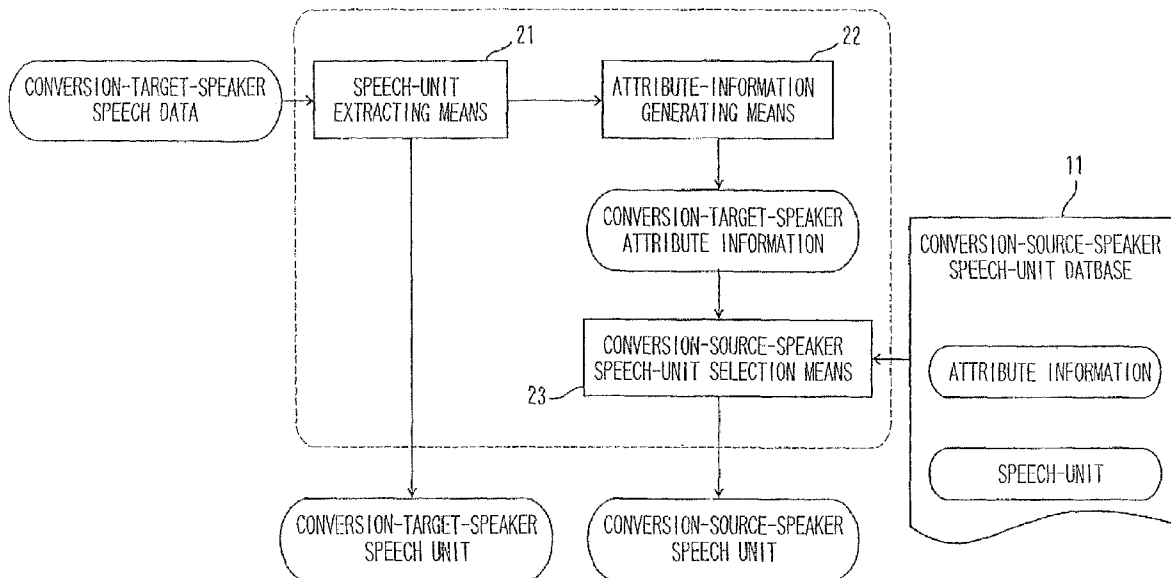 21
22
CONVERSION-TARGET-SPEAKER
SPEECH DATA
SPEECH-UNIT
EXTRACTING MEANS
ATTRIBUTE-INFORMATION
GENERATING MEANS
11
CONVERSION-TARGET-SPEAKER
ATTRIBUTE INFORMATION
CONVERSION-SOURCE-SPEAKER
SPEECH-UNIT DATBASE
CONVERSION-SOURCE-SPEAKER
SPEECH-UNIT SELECTION MEANS
23
ATTRIBUTE INFORMATION
SPEECH-UNIT
CONVERSION-TARGET-SPEAKER
SPEECH UNIT
CONVERSION-SOURCE-SPEAKER
SPEECH UNIT